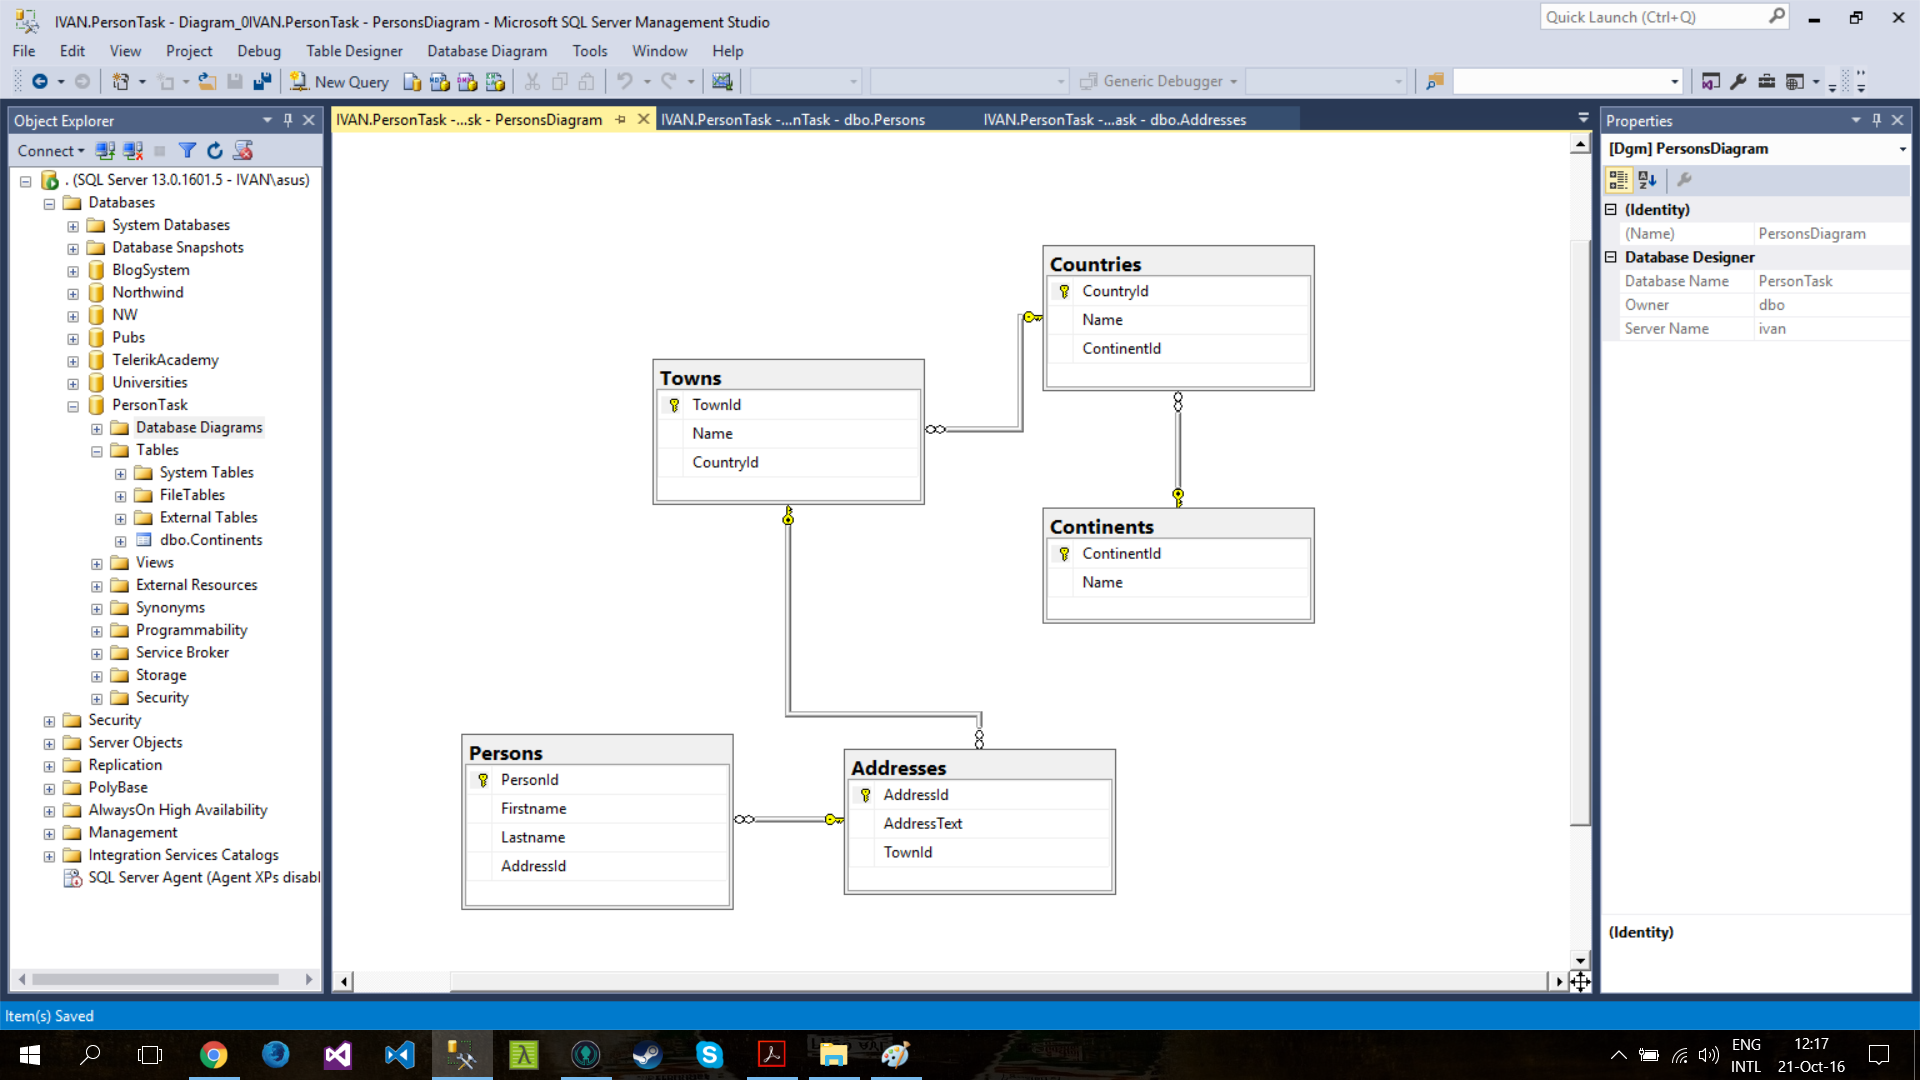 IVAN.PersonTask - Diagram_0IVAN.PersonTask - PersonsDiagram - Microsoft SQL Server Management Studio
Quick Launch (Ctrl+Q)
File Edit View Project Debug Table Designer Database Diagram Tools Window Help
New Query
Generic Debugger
Object Explorer
Connect
. (SQL Server 13.0.1601.5 - IVAN\asus)
Databases
System Databases
Database Snapshots
BlogSystem
Northwind
NW
Pubs
TelerikAcademy
Universities
PersonTask
Database Diagrams
Tables
System Tables
FileTables
External Tables
dbo.Continents
Views
External Resources
Synonyms
Programmability
Service Broker
Storage
Security
Security
Server Objects
Replication
PolyBase
AlwaysOn High Availability
Management
Integration Services Catalogs
SQL Server Agent (Agent XPs disabl
IVAN.PersonTask -...sk - PersonsDiagram
IVAN.PersonTask -...nTask - dbo.Persons
IVAN.PersonTask -...ask - dbo.Addresses
Countries
CountryId
Name
ContinentId
Towns
TownId
Name
CountryId
Continents
ContinentId
Name
Persons
PersonId
Firstname
Lastname
AddressId
Addresses
AddressId
AddressText
TownId
Properties
[Dgm] PersonsDiagram
(Identity)
(Name) PersonsDiagram
Database Designer
Database Name PersonTask
Owner dbo
Server Name ivan
(Identity)
Item(s) Saved
ENG
INTL
12:17
21-Oct-16